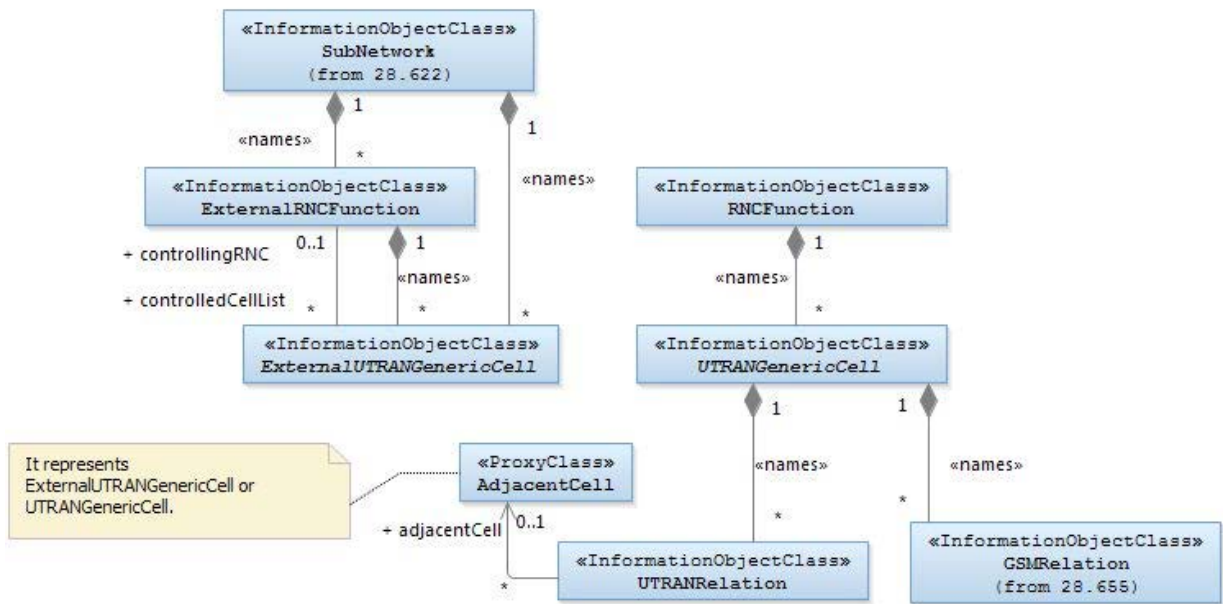 «InformationObjectClass»
SubNetwork
(from 28.622)
1
1
«names»
*
«names»
«InformationObjectClass»
ExternalRNCFunction
«InformationObjectClass»
RNCFunction
0..1
1
1
+ controllingRNC
«names»
«names»
+ controlledCellList
*
*
*
*
«InformationObjectClass»
ExternalUTRANGenericCell
«InformationObjectClass»
UTRANGenericCell
1
1
It represents
ExternalUTRANGenericCell or
UTRANGenericCell.
«ProxyClass»
AdjacentCell
«names»
«names»
+ adjacentCell
0..1
*
*
*
«InformationObjectClass»
UTRANRelation
«InformationObjectClass»
GSMRelation
(from 28.655)